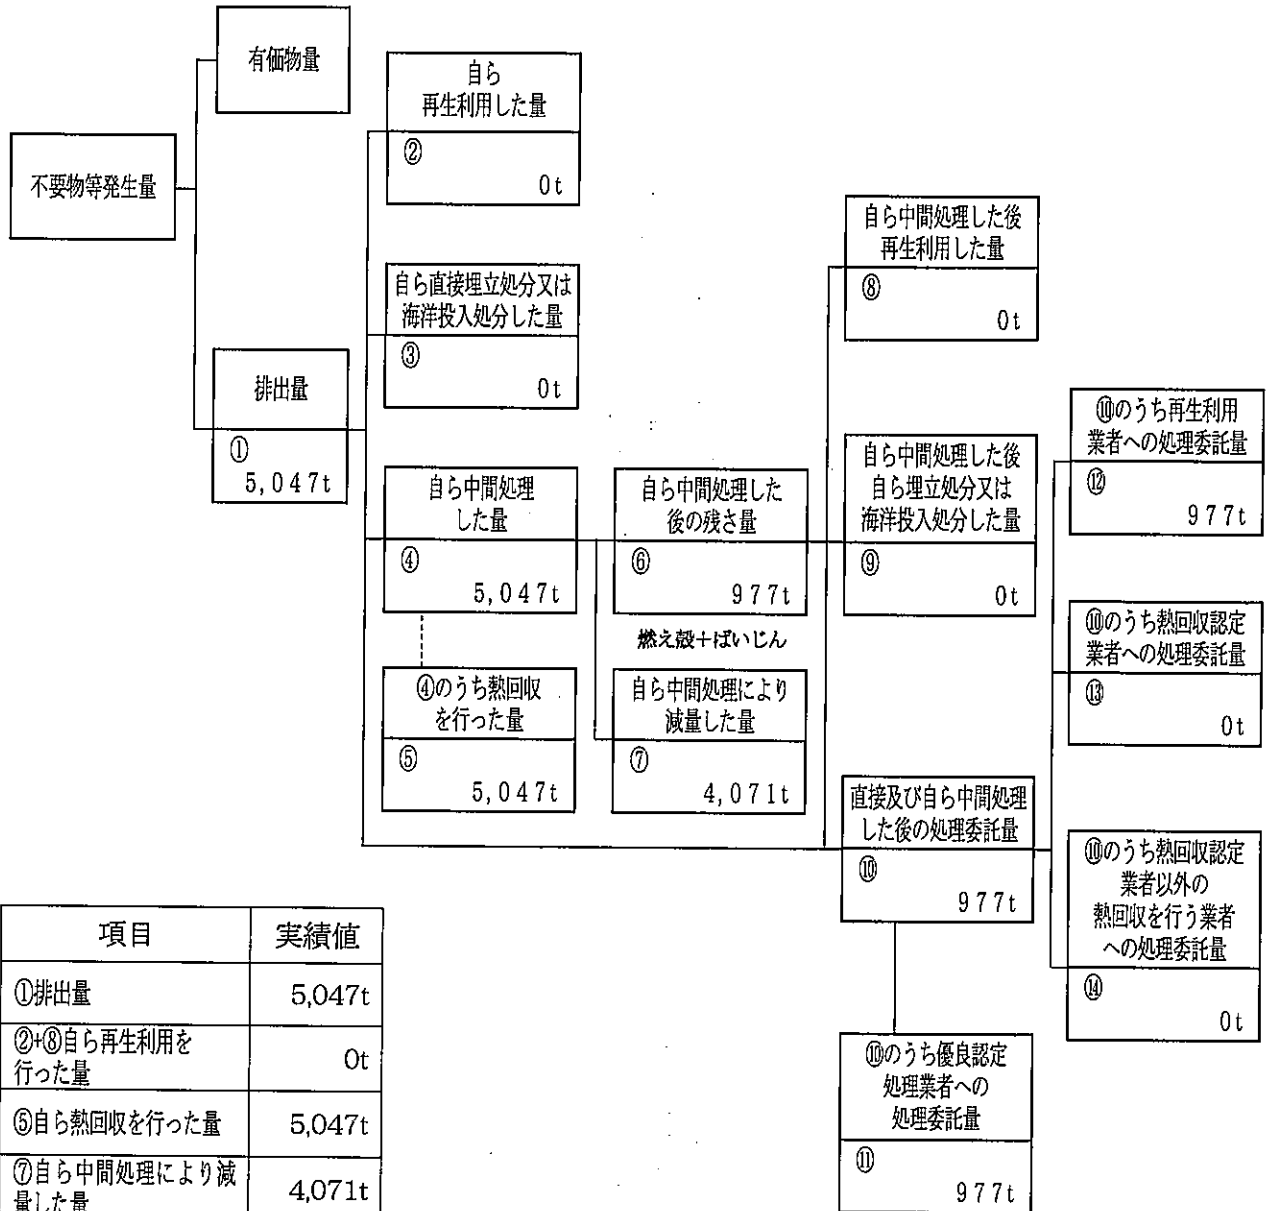 有価物量
不要物等発生量
排出量
①
5,047t
自ら
再生利用した量
②
0t
自ら直接埋立処分又は
海洋投入処分した量
③
0t
自ら中間処理
した量
④
5,047t
④のうち熱回収
を行った量
⑤
5,047t
自ら中間処理した
後の残さ量
⑥
977t
燃え殻+ばいじん
自ら中間処理により
減量した量
⑦
4,071t
自ら中間処理した後
再生利用した量
⑧
0t
自ら中間処理した後
自ら埋立処分又は
海洋投入処分した量
⑨
0t
直接及び自ら中間処理
した後の処理委託量
⑩
977t
⑩のうち優良認定
処理業者への
処理委託量
⑪
977t
⑩のうち再生利用
業者への処理委託量
⑫
977t
⑩のうち熱回収認定
業者への処理委託量
⑬
0t
⑩のうち熱回収認定
業者以外の
熱回収を行う業者
への処理委託量
⑭
0t
項目 実績値
①排出量 5,047t
②+⑧自ら再生利用を
行った量 0t
⑤自ら熱回収を行った量 5,047t
⑦自ら中間処理により減
量した量 4,071t